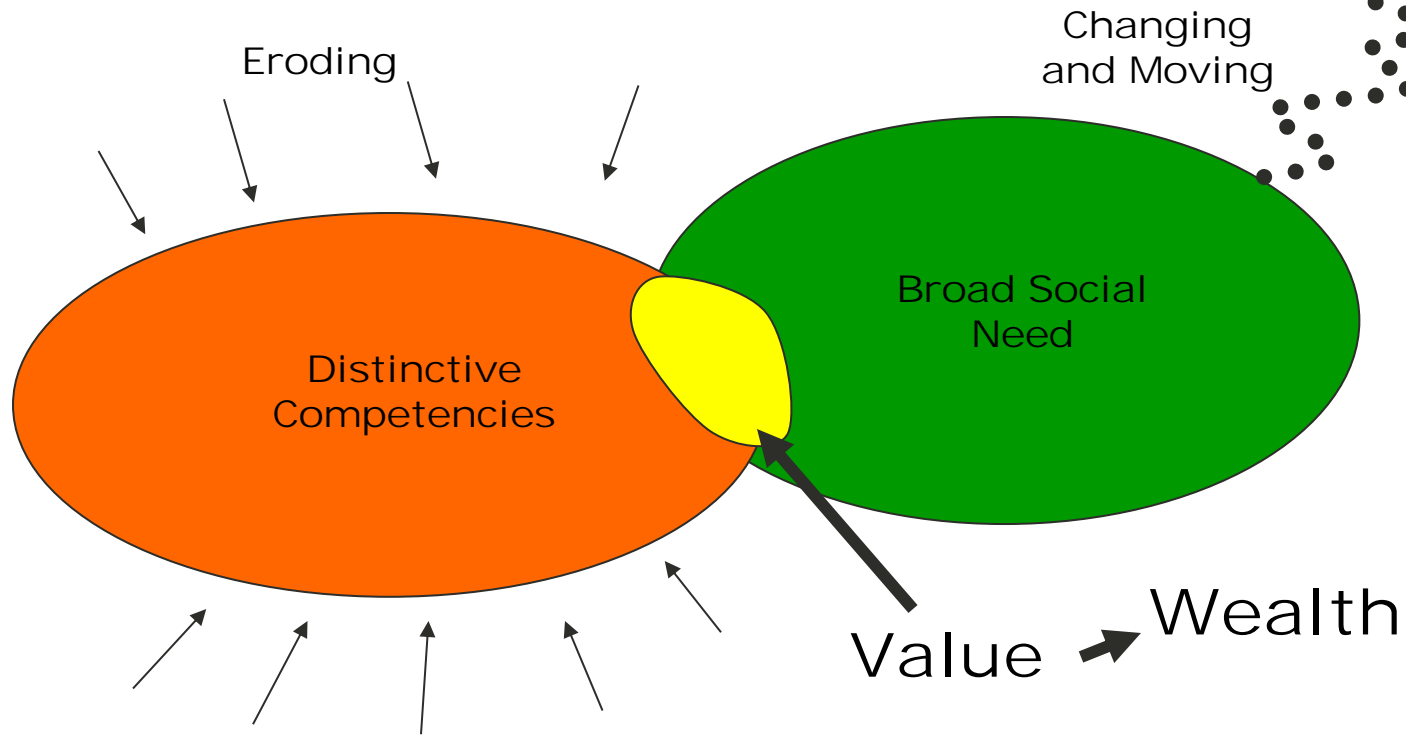 Eroding
Changing
and Moving
Distinctive
Competencies
Broad Social
Need
Value
Wealth